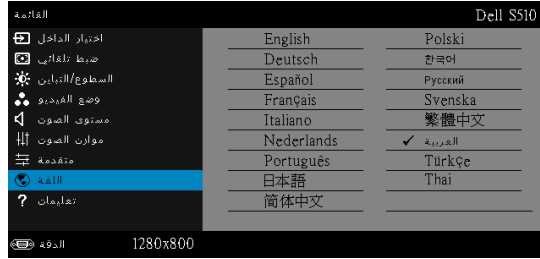 القائمة
Dell S510
اختيار الداخل
ضبط تلقائي
السطوع/التباين
وضع الفيديو
مستوى الصوت
موازن الصوت
متقدمة
اللغة
تعليمات
English
Deutsch
Español
Français
Italiano
Nederlands
Português
日本語
简体中文
Polski
한국어
Русский
Svenska
繁體中文
العربية
Türkçe
Thai
الدقة
1280x800